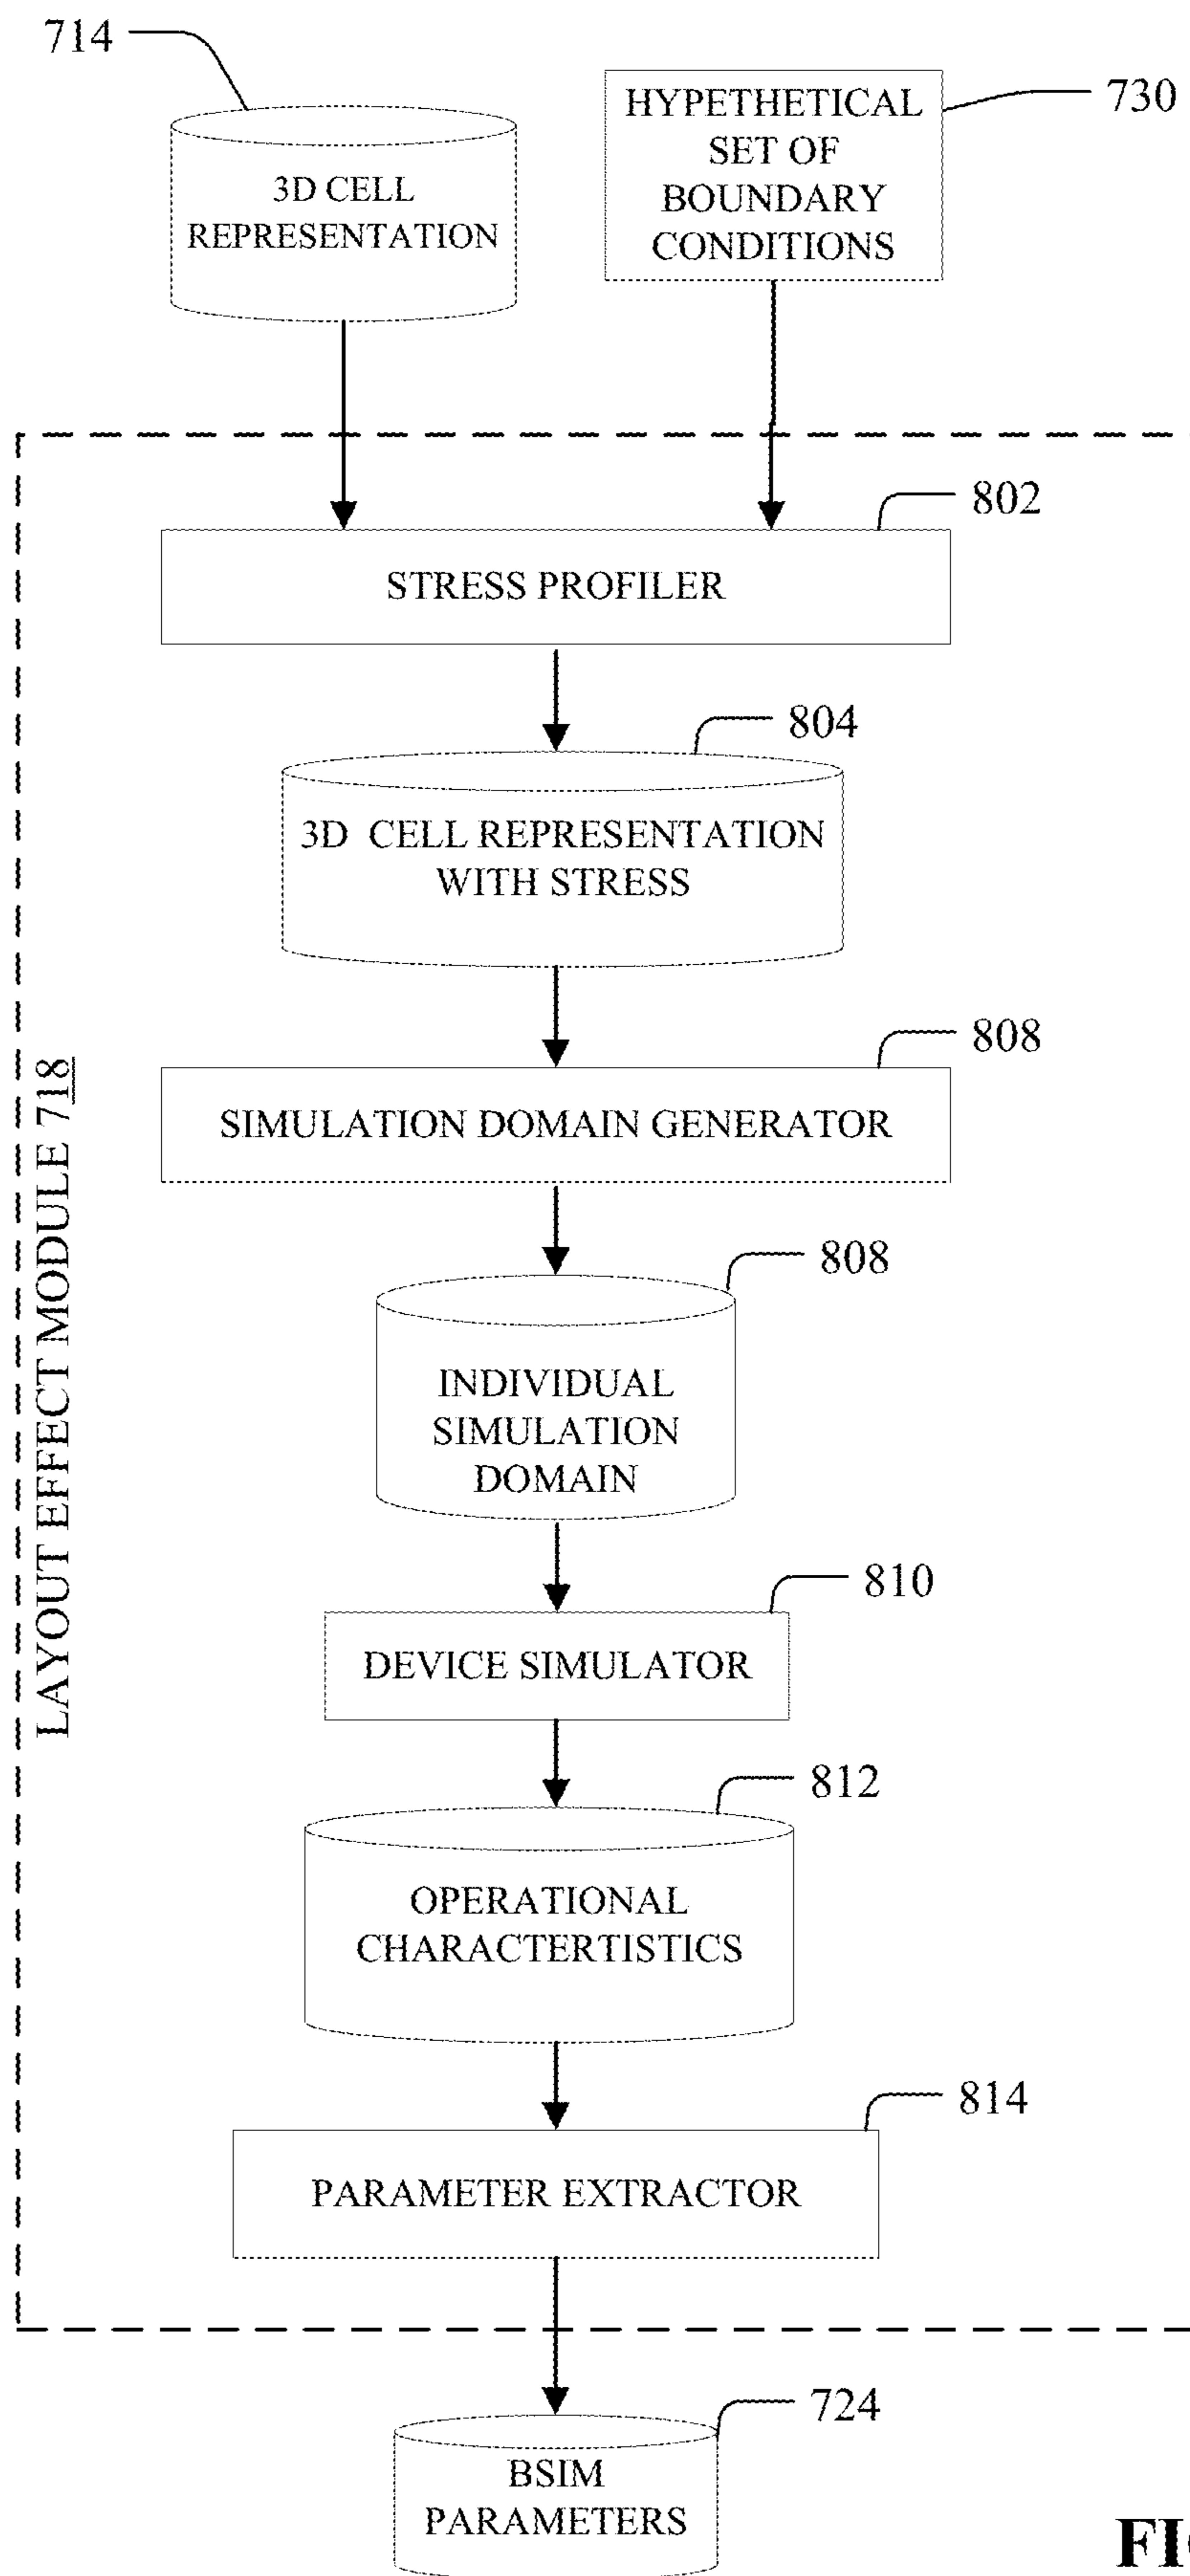 714
3D CELL
REPRESENTATION
HYPETHETICAL
SET OF
BOUNDARY
CONDITIONS
730
802
STRESS PROFILER
804
3D CELL REPRESENTATION
WITH STRESS
808
SIMULATION DOMAIN GENERATOR
808
INDIVIDUAL
SIMULATION
DOMAIN
LAYOUT EFFECT MODULE 718
810
DEVICE SIMULATOR
812
OPERATIONAL
CHARACTERTISTICS
814
PARAMETER EXTRACTOR
724
BSIM
PARAMETERS